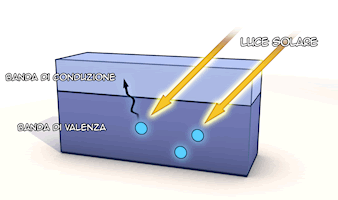 LUCE SOLARE
BANDA DI CONDUZIONE
BANDA DI VALENZA